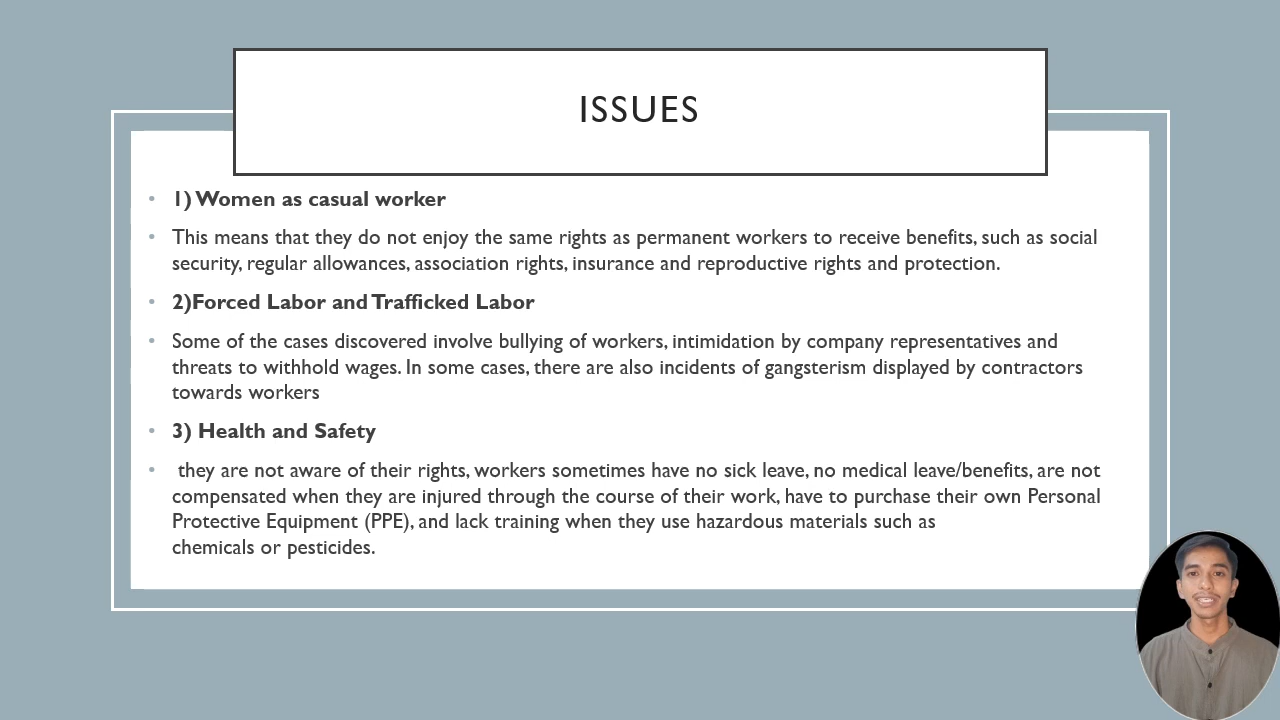 ISSUES
1) Women as casual worker
This means that they do not enjoy the same rights as permanent workers to receive benefits, such as social
security, regular allowances, association rights, insurance and reproductive rights and protection.
2)Forced Labor and Trafficked Labor
Some of the cases discovered involve bullying of workers, intimidation by company representatives and
threats to withhold wages. In some cases, there are also incidents of gangsterism displayed by contractors
towards workers
3) Health and Safety
they are not aware of their rights, workers sometimes have no sick leave, no medical leave/benefits, are not
compensated when they are injured through the course of their work, have to purchase their own Personal
Protective Equipment (PPE), and lack training when they use hazardous materials such as
chemicals or pesticides.